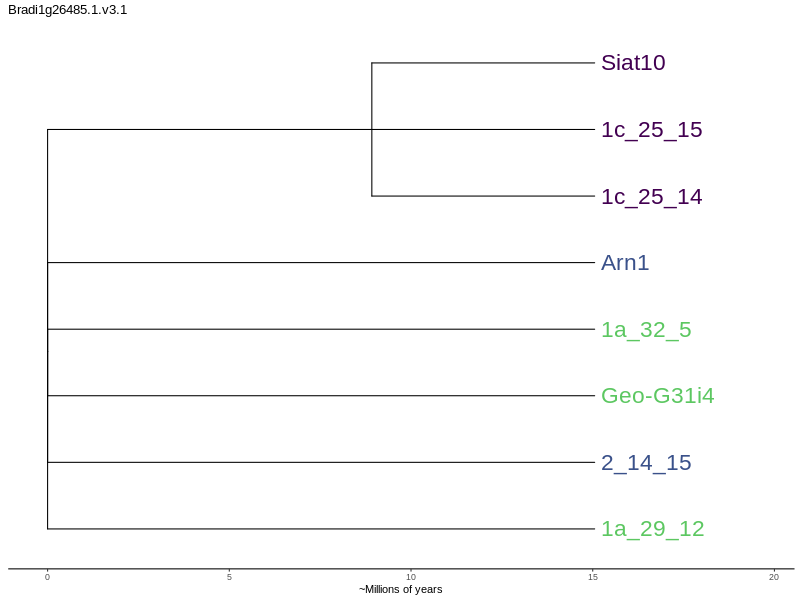 Bradi1g26485.1.v3.1
Siat10
1c_25_15
1c_25_14
Arn1
1a_32_5
Geo-G31i4
2_14_15
1a_29_12
0 5 10 15 20
~Millions of years